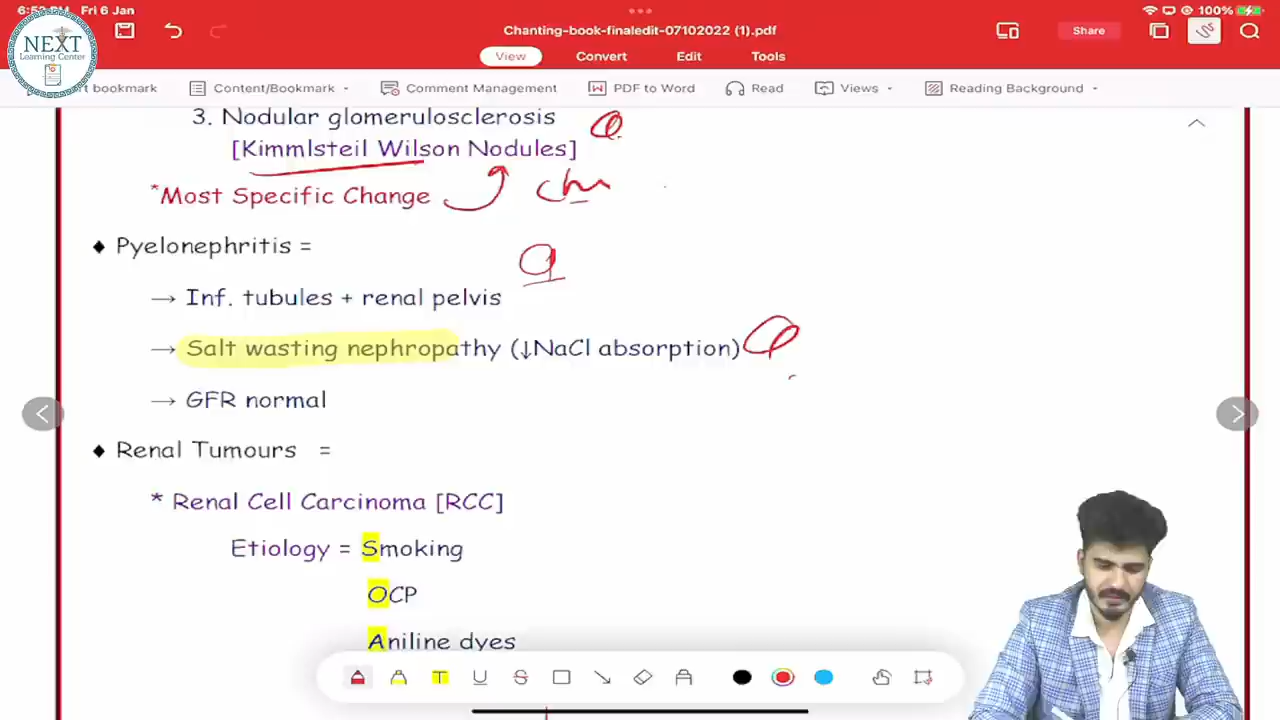 6:53 PM Fri 6 Jan
100%
NEXT
Learning Center
Chanting-book-finaledit-07102022 (1).pdf
Share
View Convert Edit Tools
rt bookmark Content/Bookmark Comment Management PDF to Word Read Views Reading Background
3. Nodular glomerulosclerosis
[Kimmlsteil Wilson Nodules]
*Most Specific Change
♦ Pyelonephritis =
→ Inf. tubules + renal pelvis
→ Salt wasting nephropathy (↓NaCl absorption)
→ GFR normal
♦ Renal Tumours =
* Renal Cell Carcinoma [RCC]
Etiology = Smoking
OCP
Aniline dyes